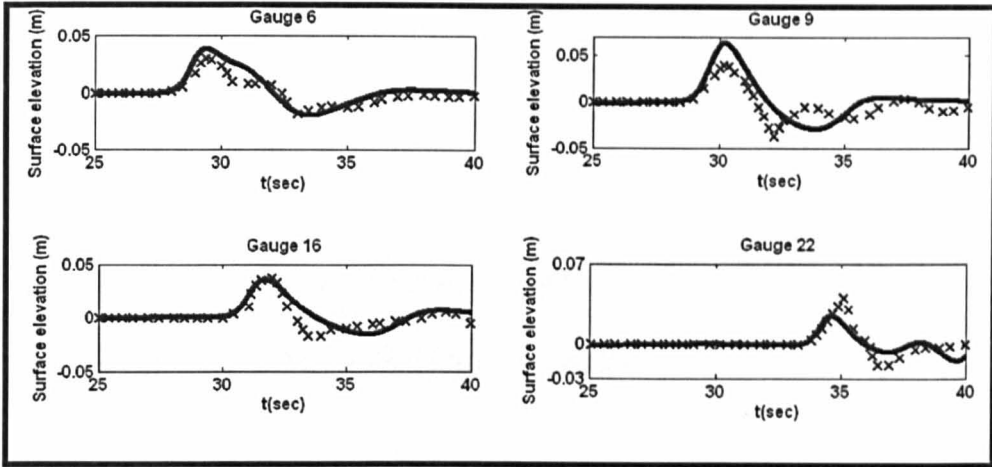 Gauge 6
Surface elevation (m)
0.05
0
-0.05
25
30
35
40
t(sec)
Gauge 9
Surface elevation (m)
0.05
0
-0.05
25
30
35
40
t(sec)
Gauge 16
Surface elevation (m)
0.05
0
-0.05
25
30
35
40
t(sec)
Gauge 22
Surface elevation (m)
0.07
0
-0.03
25
30
35
40
t(sec)